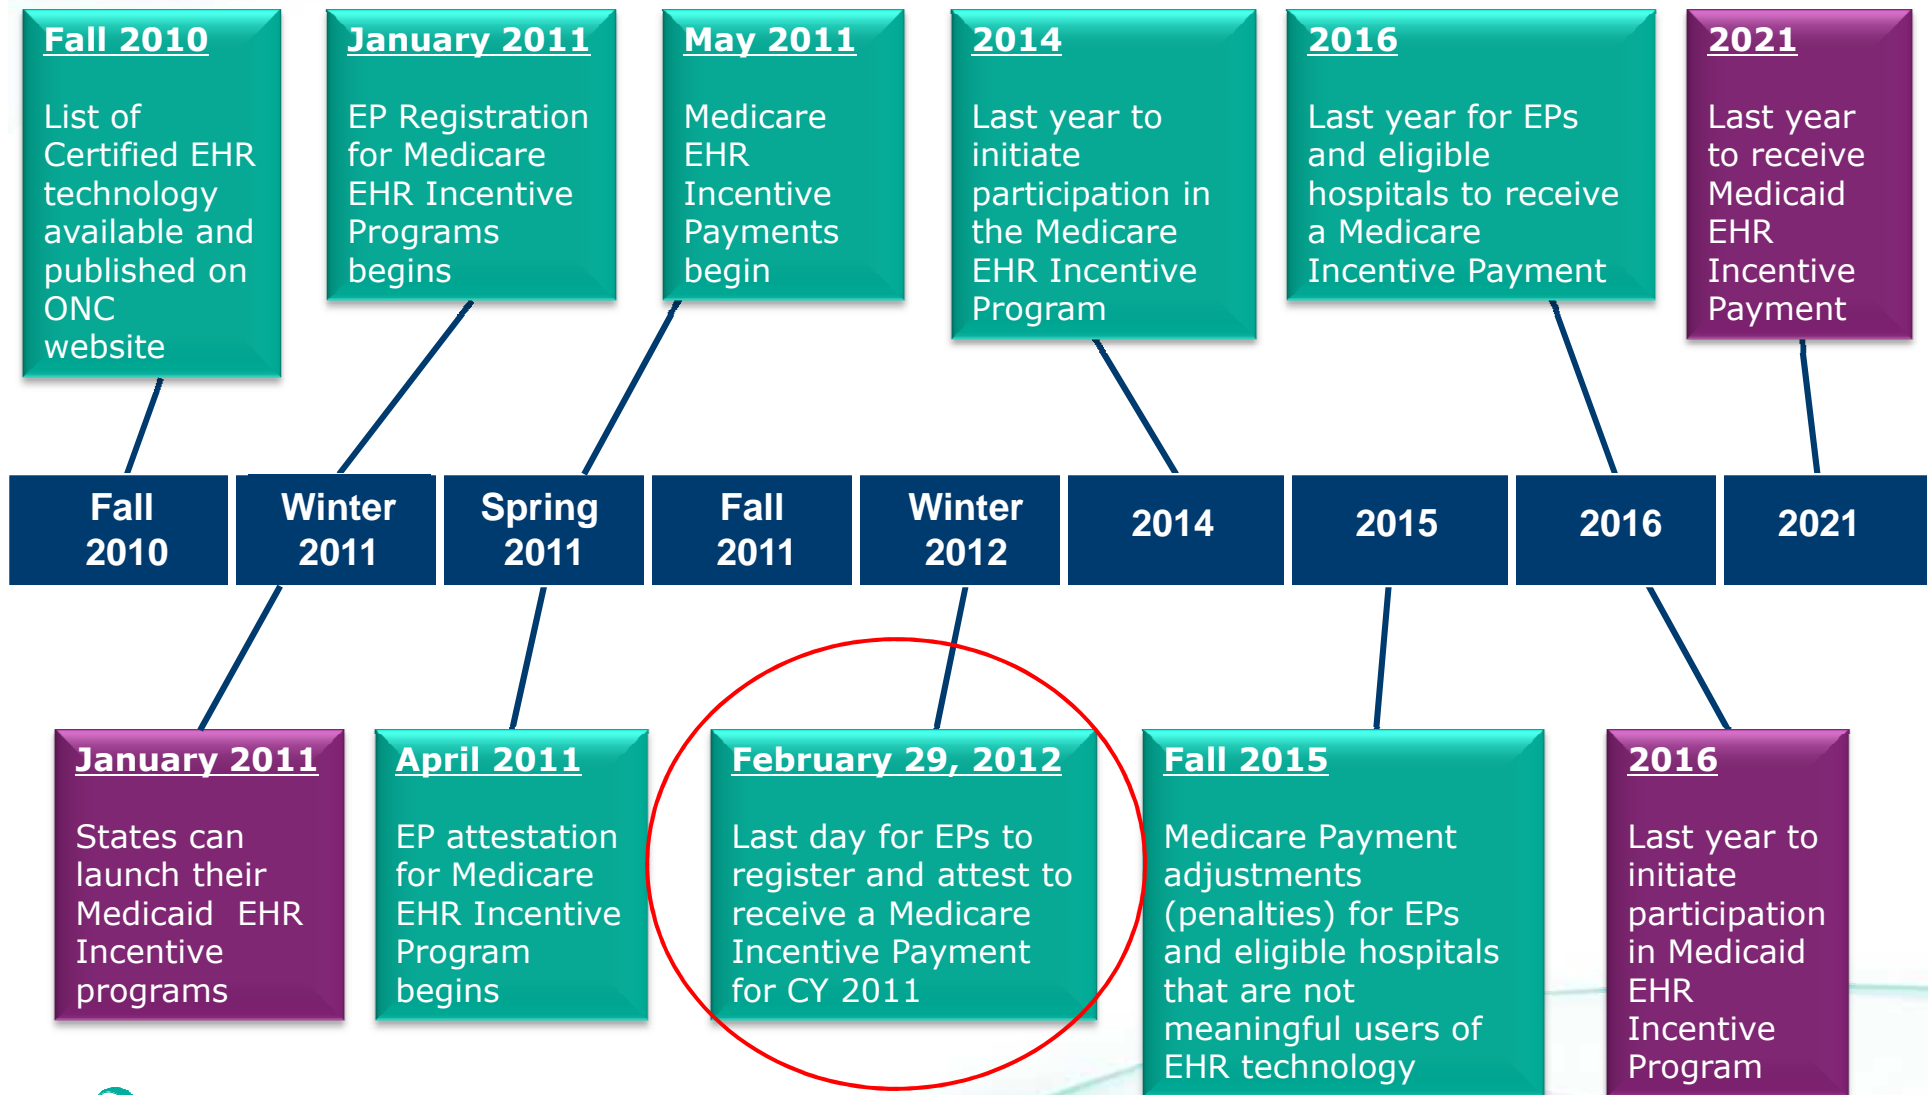 Fall 2010
List of
Certified EHR
technology
available and
published on
ONC
website
January 2011
EP Registration
for Medicare
EHR Incentive
Programs
begins
May 2011
Medicare
EHR
Incentive
Payments
begin
2014
Last year to
initiate
participation in
the Medicare
EHR Incentive
Program
2016
Last year for EPs
and eligible
hospitals to receive
a Medicare
Incentive Payment
2021
Last year
to receive
Medicaid
EHR
Incentive
Payment
Fall
2010
Winter
2011
Spring
2011
Fall
2011
Winter
2012
2014
2015
2016
2021
January 2011
States can
launch their
Medicaid EHR
Incentive
programs
April 2011
EP attestation
for Medicare
EHR Incentive
Program
begins
February 29, 2012
Last day for EPs to
register and attest to
receive a Medicare
Incentive Payment
for CY 2011
Fall 2015
Medicare Payment
adjustments
(penalties) for EPs
and eligible hospitals
that are not
meaningful users of
EHR technology
2016
Last year to
initiate
participation
in Medicaid
EHR
Incentive
Program